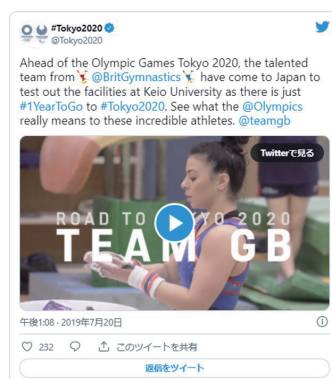 #Tokyo2020
@Tokyo2020
Ahead of the Olympic Games Tokyo 2020, the talented
team from🤸@BritGymnastics🤸 have come to Japan to
test out the facilities at Keio University as there is just
#1YearToGo to #Tokyo2020. See what the @Olympics
really means to these incredible athletes. @teamgb
Twitterで見る
ROAD TO TOKYO 2020
TEAM GB
午後1:08 · 2019年7月20日
232 このツイートを共有
返信をツイート